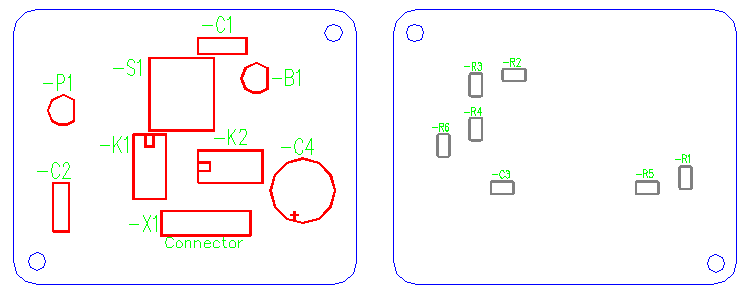 -C1
-S1
-P1
-B1
-K1
-K2
-C4
-C2
-X1
Connector
-R3
-R2
-R4
-R6
-R1
-C3
-R5